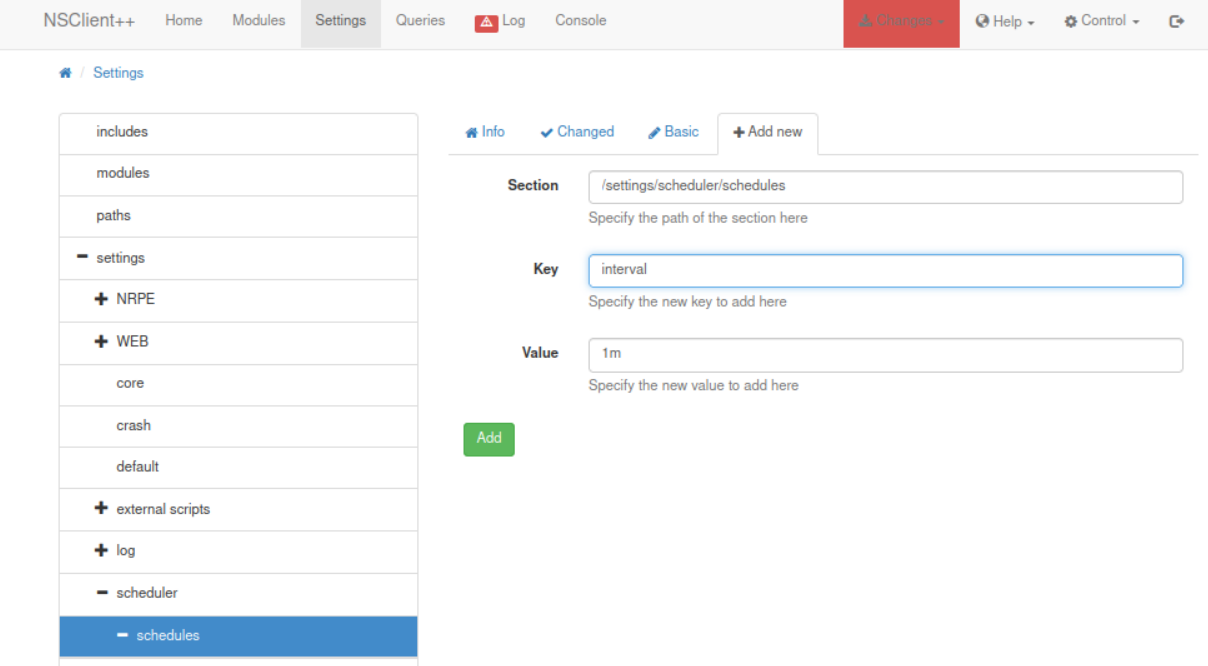 NSClient++ Home Modules Settings Queries Log Console Changes Help Control
/ Settings
includes
modules
paths
settings
NRPE
WEB
core
crash
default
external scripts
log
scheduler
schedules
Info Changed Basic Add new
Section /settings/scheduler/schedules
Specify the path of the section here
Key interval
Specify the new key to add here
Value 1m
Specify the new value to add here
Add